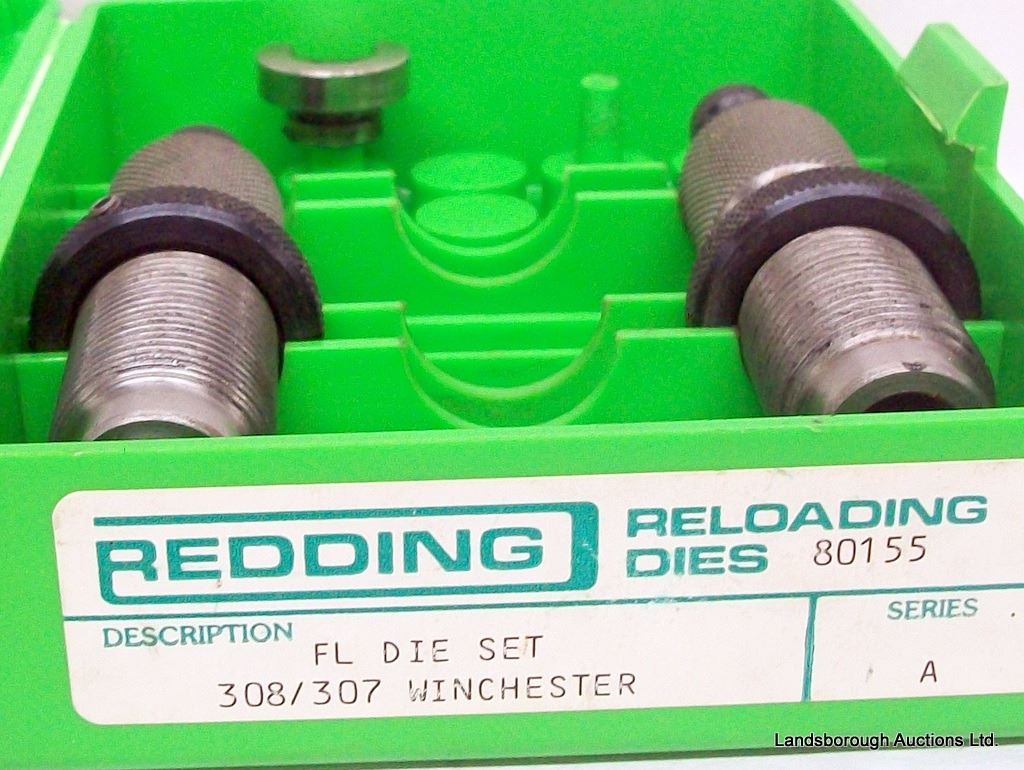 REDDING
RELOADING
DIES 80155
DESCRIPTION
FL DIE SET
308/307 WINCHESTER
SERIES
A
Landsborough Auctions Ltd.